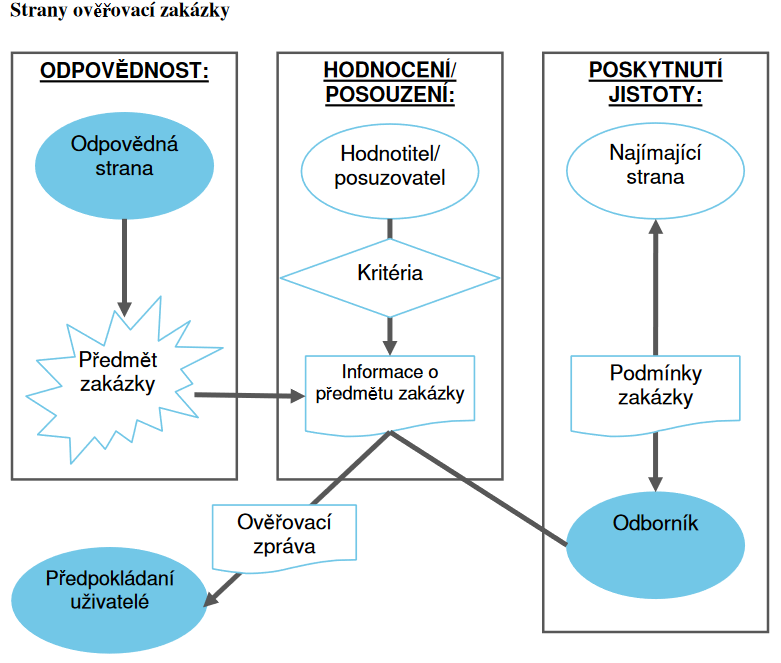 Strany ověřovací zakázky
ODPOVĚDNOST:
Odpovědná
strana
Předmět
zakázky
HODNOCENÍ/
POSOUZENÍ:
Hodnotitel/
posuzovatel
Kritéria
Informace o
předmětu zakázky
POSKYTNUTÍ
JISTOTY:
Najímající
strana
Podmínky
zakázky
Odborník
Ověřovací
zpráva
Předpokládaní
uživatelé